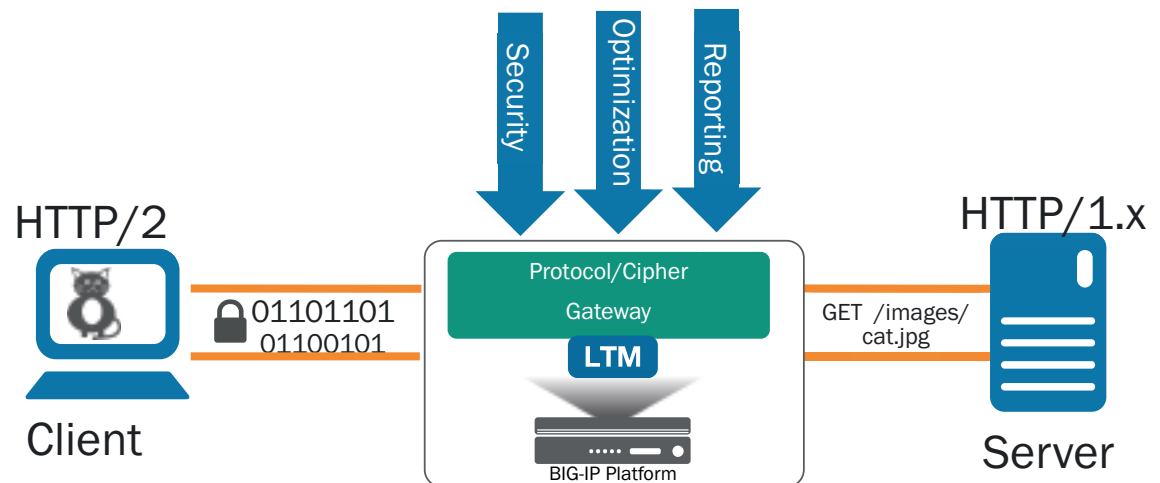 Security
Optimization
Reporting
HTTP/2
HTTP/1.x
Protocol/Cipher
Gateway
01101101
01100101
GET /images/
cat.jpg
LTM
Client
BIG-IP Platform
Server